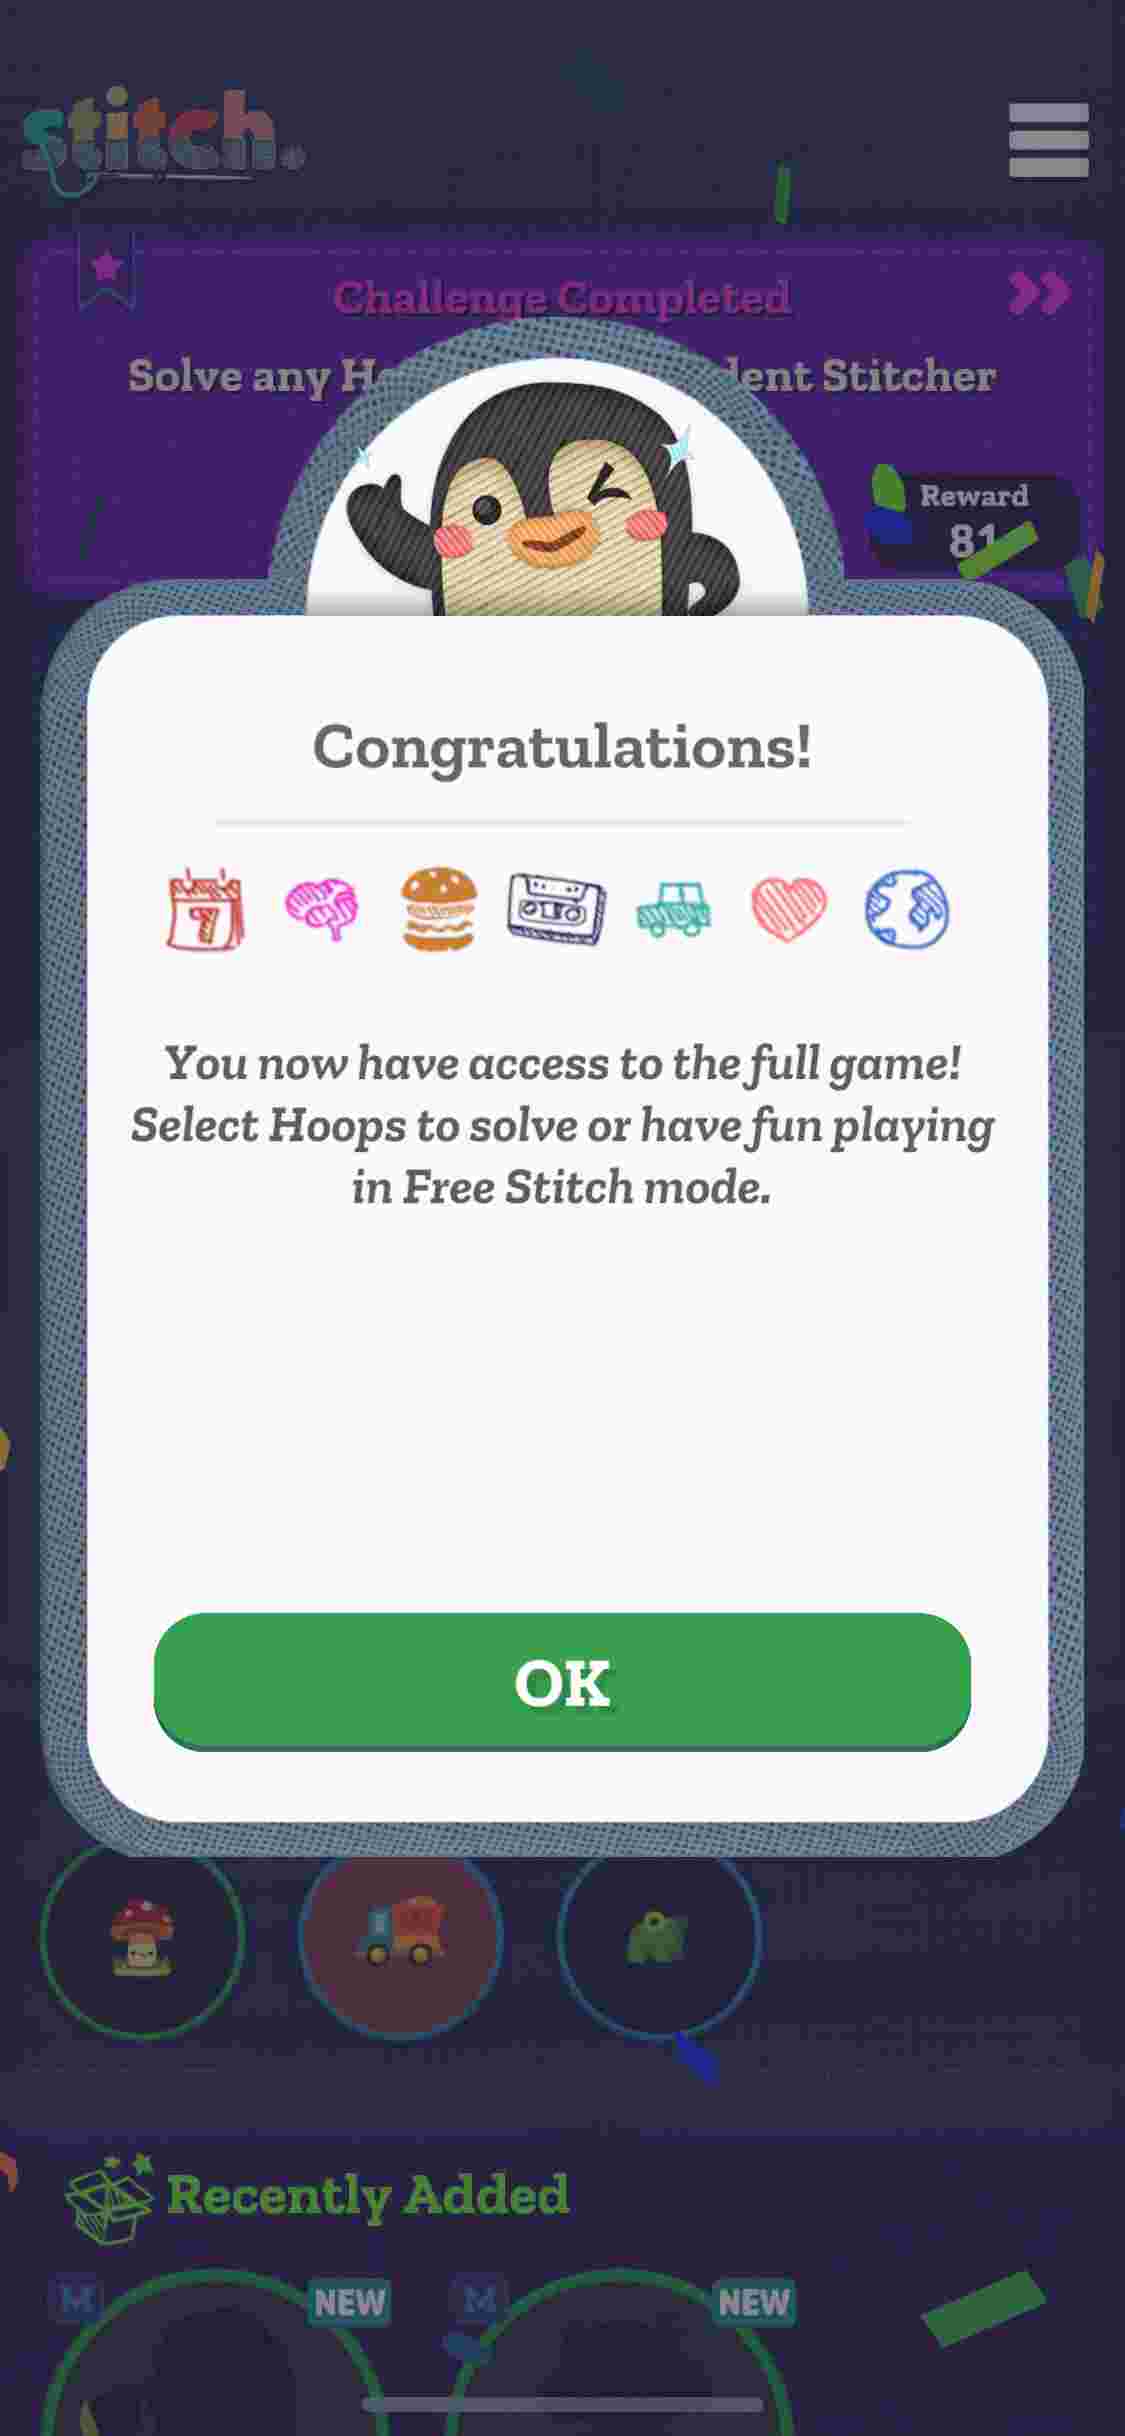 stitch.
Challenge Completed
Solve any dent Stitcher
Reward
81
Congratulations!
7
You now have access to the full game!
Select Hoops to solve or have fun playing
in Free Stitch mode.
OK
Recently Added
M NEW M NEW